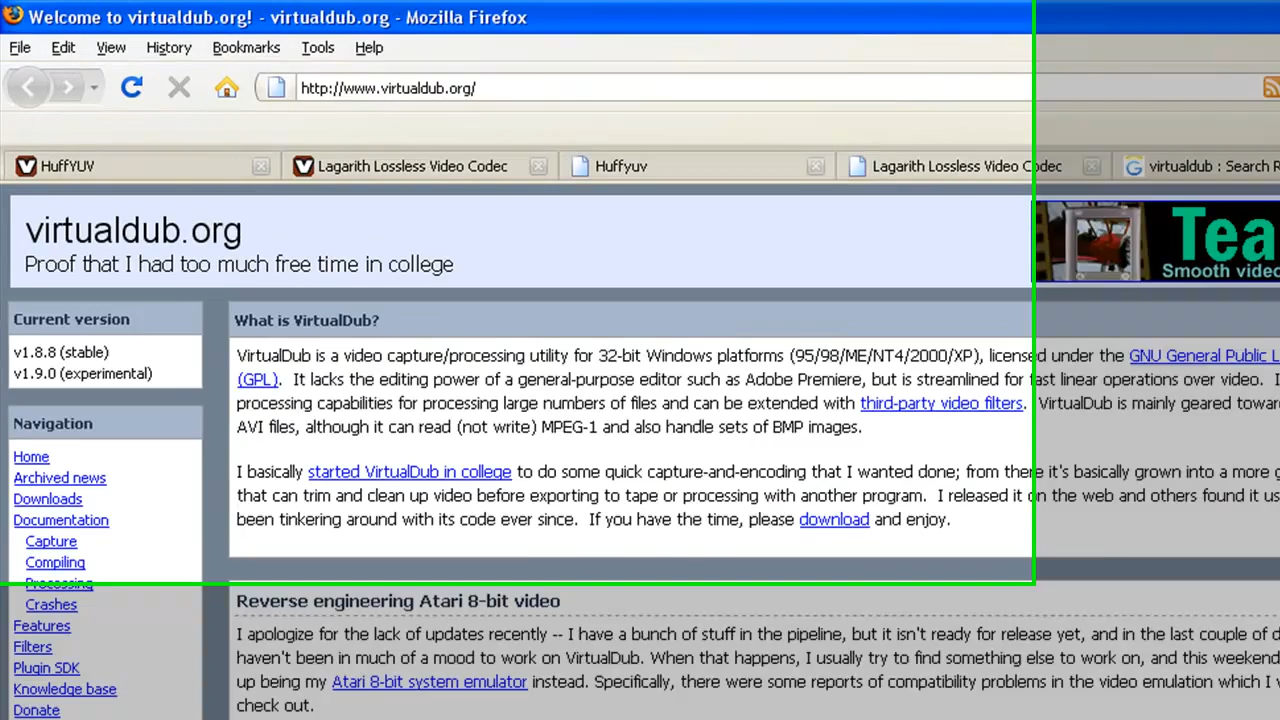 Welcome to virtualdub.org! - virtualdub.org - Mozilla Firefox
File Edit View History Bookmarks Tools Help
http://www.virtualdub.org/
HuffYUV Lagarith Lossless Video Codec Huffyuv Lagarith Lossless Video Codec virtualdub : Search R
virtualdub.org
Proof that I had too much free time in college
Tea
Smooth video
Current version
v1.8.8 (stable)
v1.9.0 (experimental)
Navigation
Home
Archived news
Downloads
Documentation
Capture
Compiling
Processing
Crashes
Features
Filters
Plugin SDK
Knowledge base
Donate
What is VirtualDub?
VirtualDub is a video capture/processing utility for 32-bit Windows platforms (95/98/ME/NT4/2000/XP), licensed under the GNU General Public L
(GPL). It lacks the editing power of a general-purpose editor such as Adobe Premiere, but is streamlined for fast linear operations over video. I
processing capabilities for processing large numbers of files and can be extended with third-party video filters. VirtualDub is mainly geared towar
AVI files, although it can read (not write) MPEG-1 and also handle sets of BMP images.
I basically started VirtualDub in college to do some quick capture-and-encoding that I wanted done; from there it's basically grown into a more g
that can trim and clean up video before exporting to tape or processing with another program. I released it on the web and others found it us
been tinkering around with its code ever since. If you have the time, please download and enjoy.
Reverse engineering Atari 8-bit video
I apologize for the lack of updates recently -- I have a bunch of stuff in the pipeline, but it isn't ready for release yet, and in the last couple of d
haven't been in much of a mood to work on VirtualDub. When that happens, I usually try to find something else to work on, and this weekend
up being my Atari 8-bit system emulator instead. Specifically, there were some reports of compatibility problems in the video emulation which I v
check out.